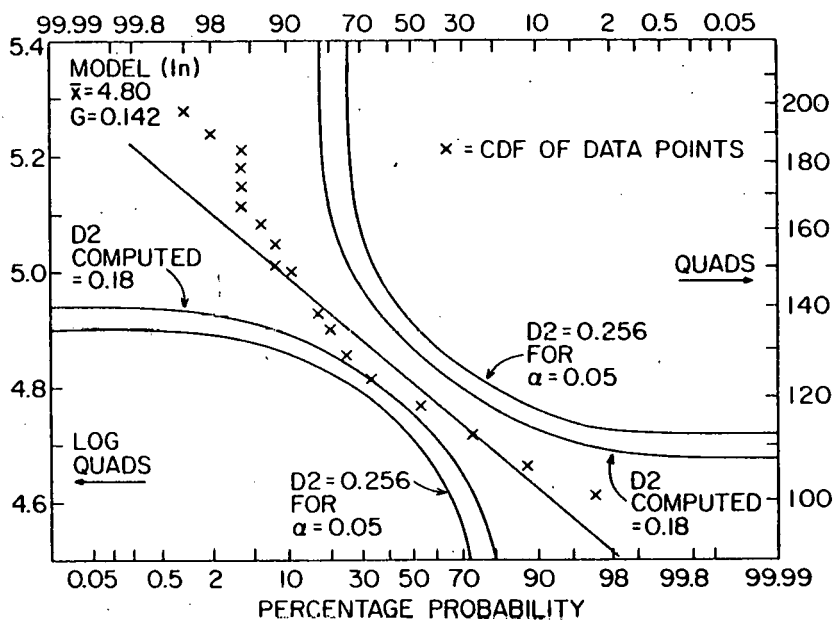 99.99 99.8 98 90 70 50 30 10 2 0.5 0.05
5.4
5.2
5.0
4.8
4.6
MODEL (ln)
x̄=4.80
G=0.142
× = CDF OF DATA POINTS
200
180
160
140
120
100
D2
COMPUTED
=0.18
QUADS
D2=0.256
FOR
α=0.05
LOG
QUADS
D2=0.256
FOR
α=0.05
D2
COMPUTED
=0.18
0.05 0.5 2 10 30 50 70 90 98 99.8 99.99
PERCENTAGE PROBABILITY